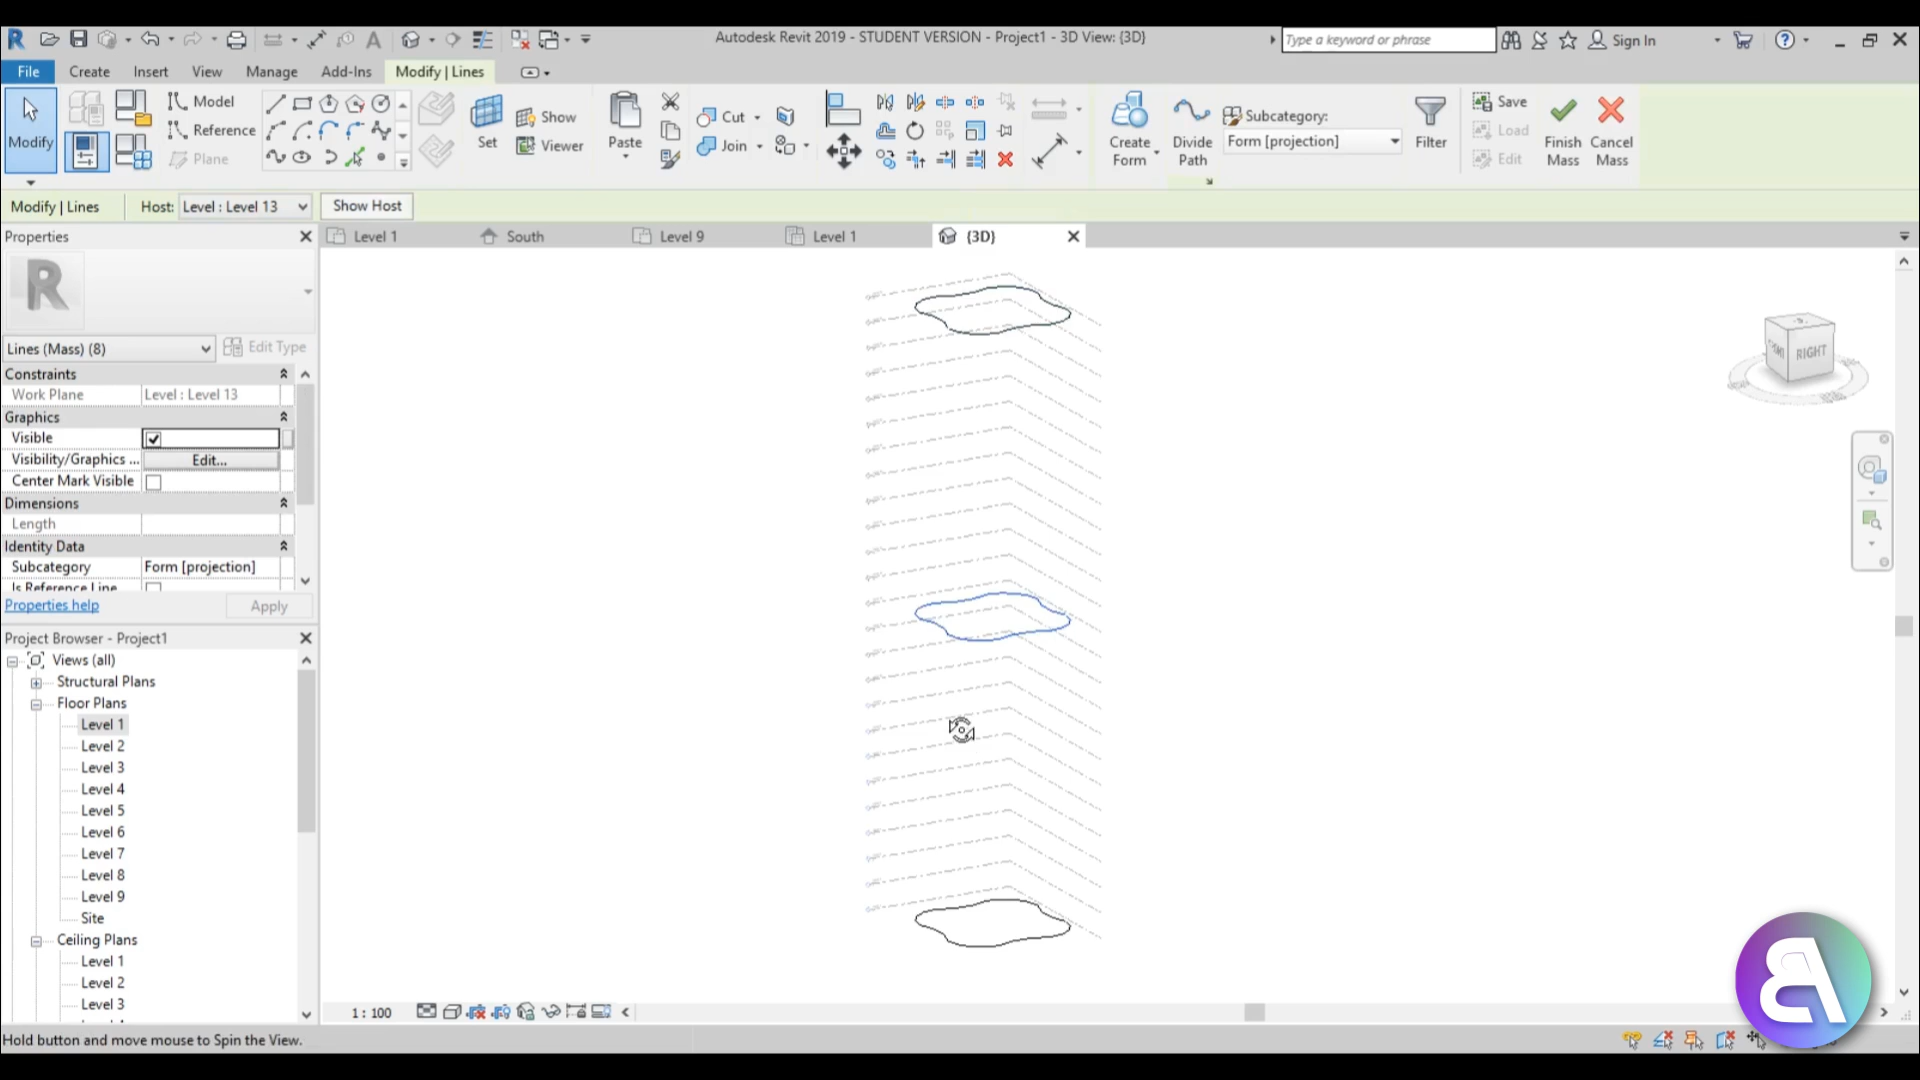 Autodesk Revit 2019 - STUDENT VERSION - Project1 - 3D View: {3D}
Type a keyword or phrase
Sign In
File
Create
Insert
View
Manage
Add-Ins
Modify | Lines
Modify
Model
Reference
Plane
Set
Show
Viewer
Paste
Cut
Join
Create Form
Divide Path
Subcategory:
Form [projection]
Filter
Save
Load
Edit
Finish Mass
Cancel Mass
Modify | Lines
Host: Level : Level 13
Show Host
Properties
Level 1
South
Level 9
Level 1
{3D}
Lines (Mass) (8)
Edit Type
Constraints
Work Plane Level : Level 13
Graphics
Visible
Visibility/Graphics ... Edit...
Center Mark Visible
Dimensions
Length
Identity Data
Subcategory Form [projection]
Is Reference Line
Properties help
Apply
Project Browser - Project1
Views (all)
Structural Plans
Floor Plans
Level 1
Level 2
Level 3
Level 4
Level 5
Level 6
Level 7
Level 8
Level 9
Site
Ceiling Plans
Level 1
Level 2
Level 3
RIGHT
1 : 100
Hold button and move mouse to Spin the View.